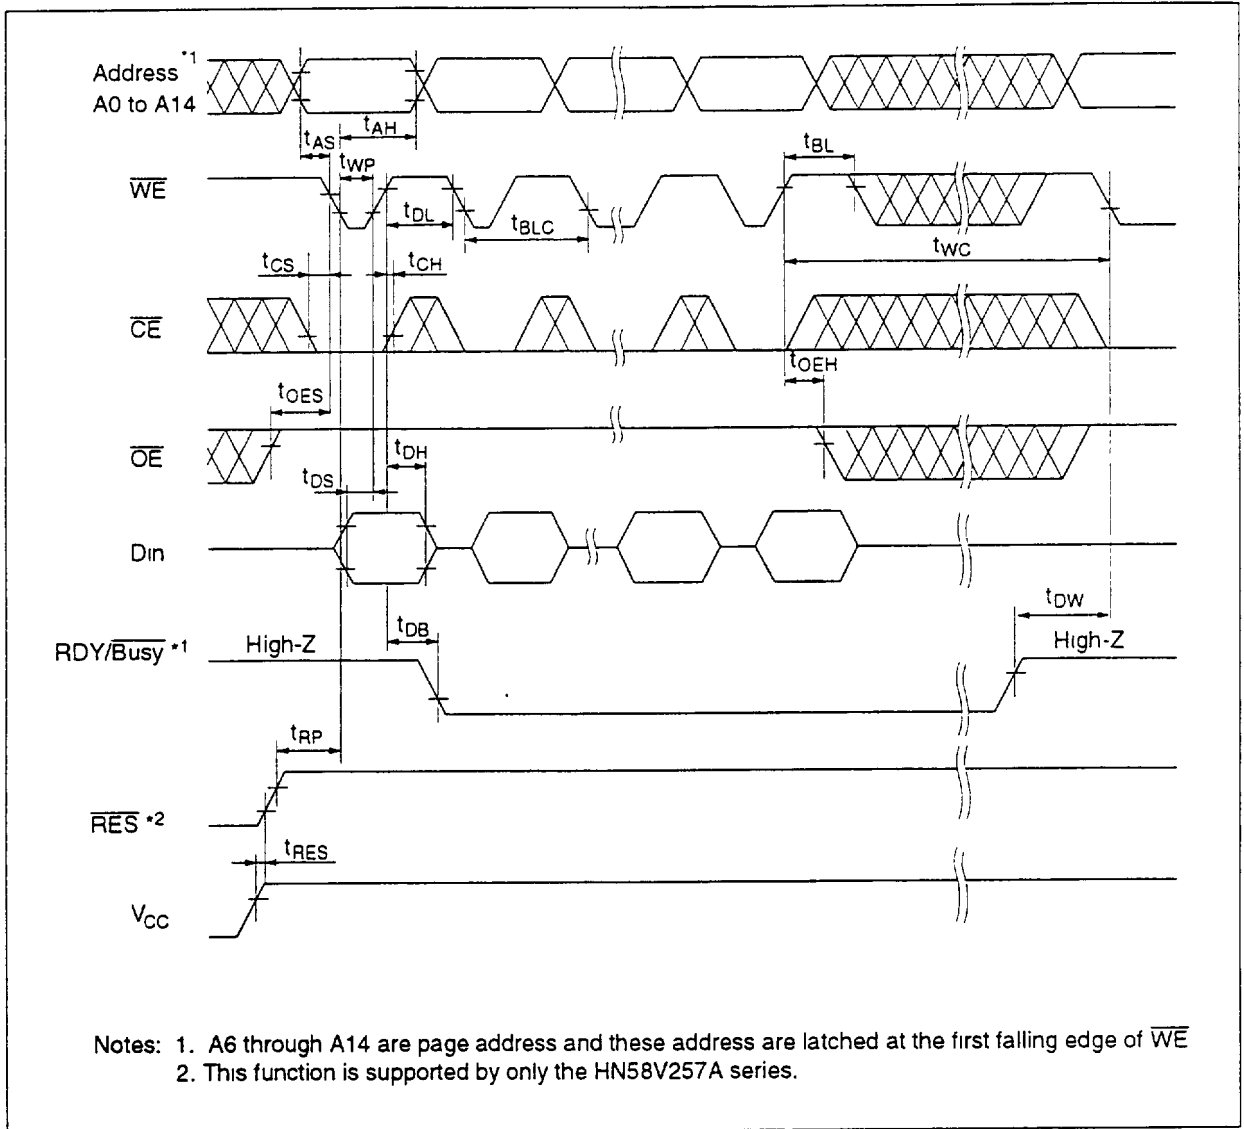 Address *1
A0 to A14
tAH
tAS
tWP
tBL
WE
tDL
tBLC
tWC
tCS
tCH
CE
tOEH
tOES
OE
tDH
tDS
Din
tDW
tDB
RDY/Busy *1
High-Z
High-Z
tRP
RES *2
tRES
VCC
Notes: 1. A6 through A14 are page address and these address are latched at the first falling edge of WE
2. This function is supported by only the HN58V257A series.